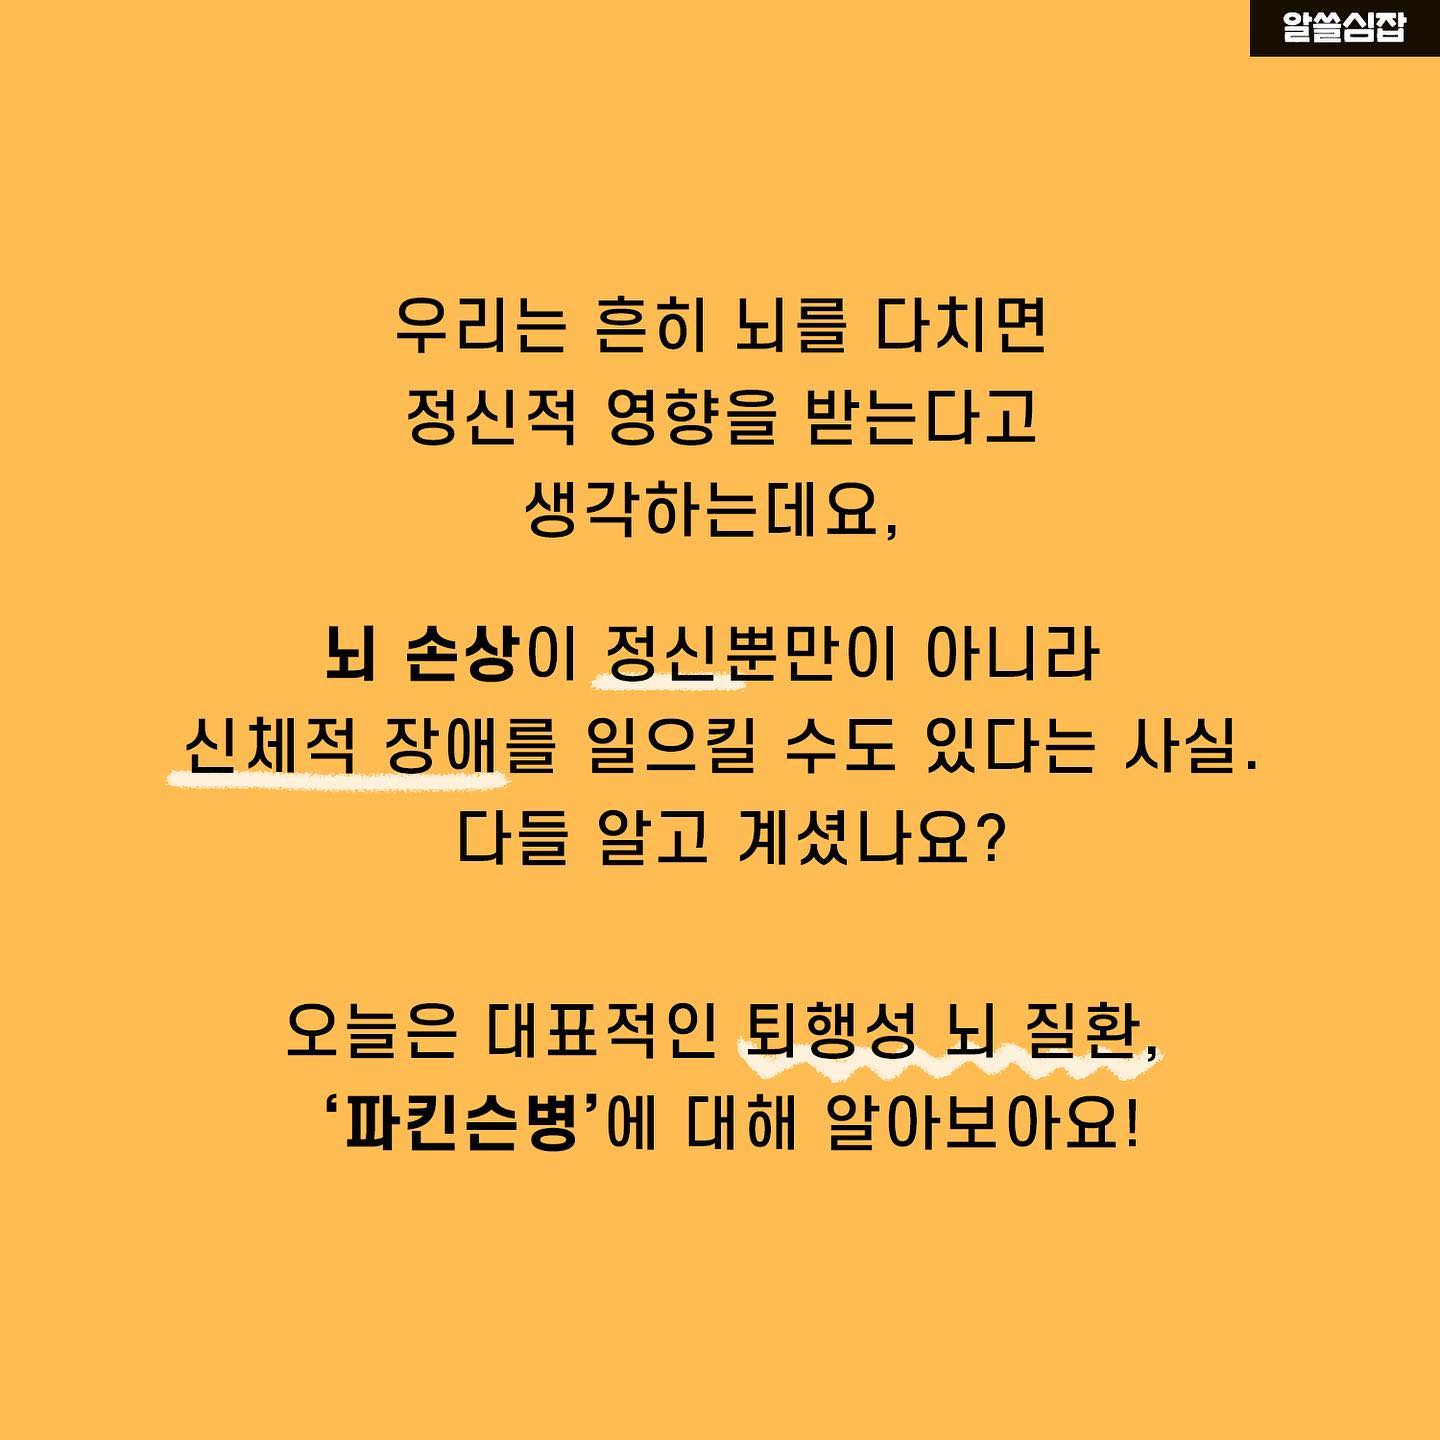 알쓸심잡
우리는 흔히 뇌를 다치면
정신적 영향을 받는다고
생각하는데요,
뇌 손상이 정신뿐만이 아니라
신체적 장애를 일으킬 수도 있다는 사실.
다들 알고 계셨나요?
오늘은 대표적인 퇴행성 뇌 질환,
‘파킨슨병’에 대해 알아보아요!